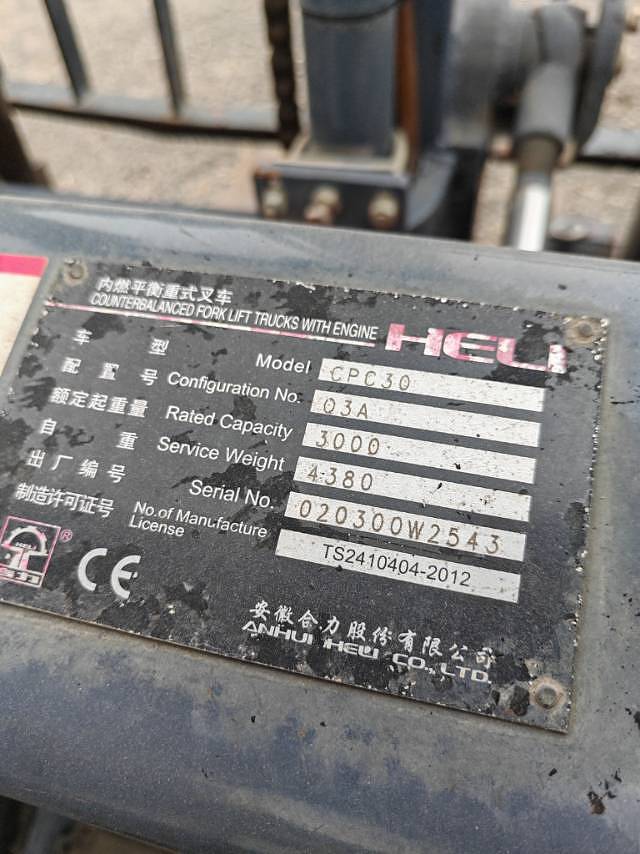 内燃平衡重式叉车
COUNTERBALANCED FORK LIFT TRUCKS WITH ENGINE HELI
车型 Model CPC30
配置号 Configuration No. 03A
额定起重量 Rated Capacity 3000
自重 Service Weight 4380
出厂编号 Serial No. 020300W2543
制造许可证号 No.of Manufacture License TS2410404-2012
® CE
安徽合力股份有限公司
ANHUI HELI CO., LTD.